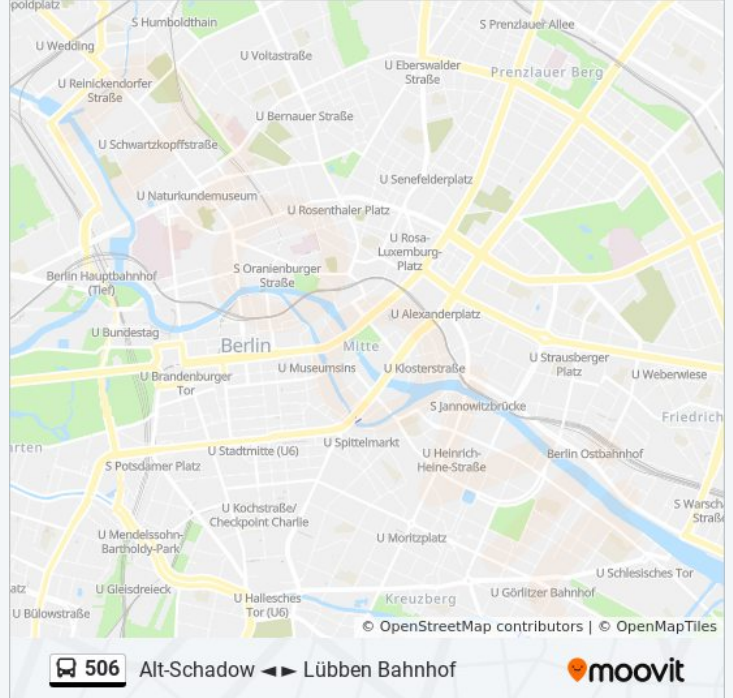 poldplatz
S Humboldthain
S Prenzlauer Allee
U Wedding
U Voltastraße
U Eberswalder
Straße
Prenzlauer Berg
U Reinickendorfer
Straße
U Bernauer Straße
U Schwartzkopffstraße
U Senefelderplatz
U Naturkundemuseum
U Rosenthaler Platz
U Rosa-
Luxemburg-
Platz
Berlin Hauptbahnhof
(Tief)
S Oranienburger
Straße
U Alexanderplatz
U Bundestag
Berlin
Mitte
U Strausberger
Platz
U Museumsins
U Klosterstraße
U Weberwiese
U Brandenburger
Tor
S Jannowitzbrücke
Friedrich
rten
U Stadtmitte (U6)
U Spittelmarkt
U Heinrich-
Heine-Straße
Berlin Ostbahnhof
S Potsdamer Platz
S Warsch
Straße
U Kochstraße/
Checkpoint Charlie
U Mendelssohn-
Bartholdy-Park
U Moritzplatz
U Schlesisches Tor
atz
U Gleisdreieck
U Hallesches
Tor (U6)
Kreuzberg
U Görlitzer Bahnhof
U Bülowstraße
© OpenStreetMap contributors | © OpenMapTiles
506 Alt-Schadow ◄► Lübben Bahnhof
moovit